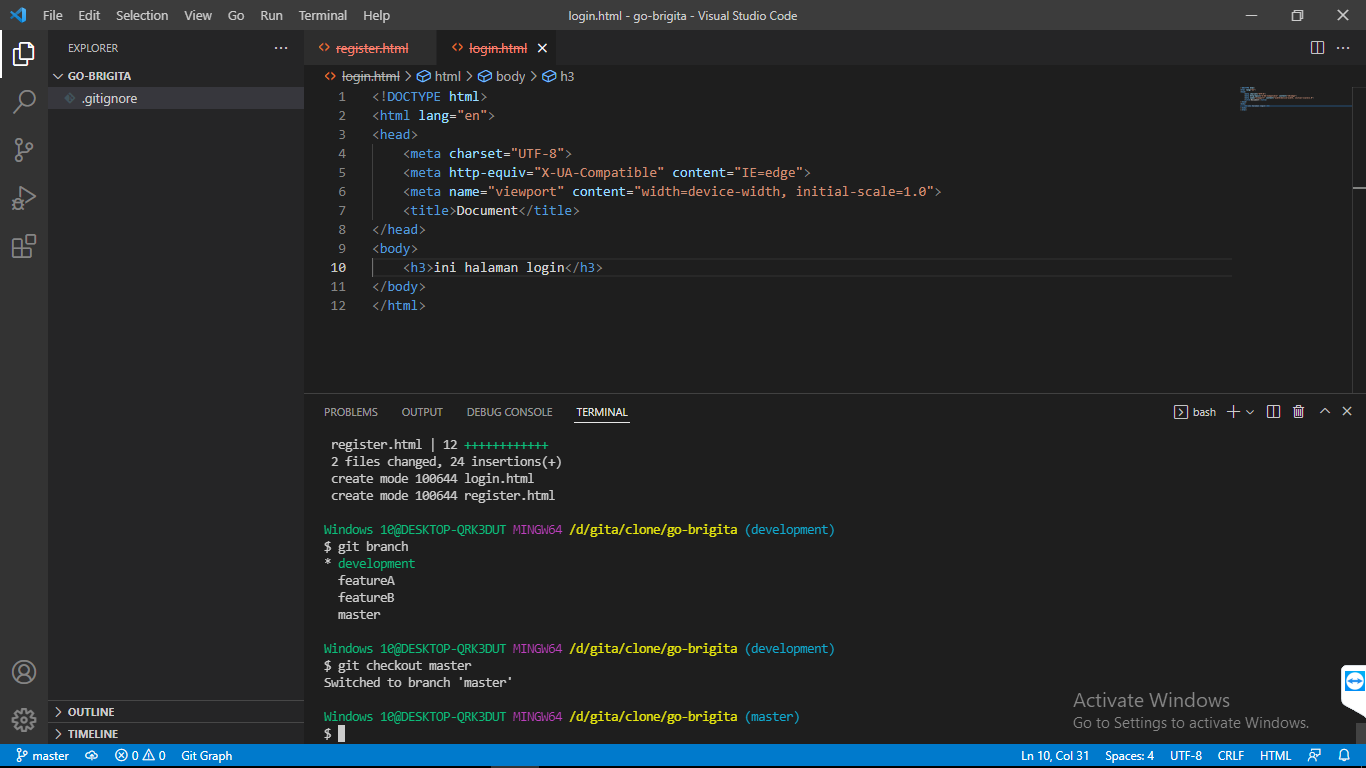 File Edit Selection View Go Run Terminal Help
login.html - go-brigita - Visual Studio Code
EXPLORER
GO-BRIGITA
.gitignore
OUTLINE
TIMELINE
register.html login.html
login.html > html > body > h3
1 <!DOCTYPE html>
2 <html lang="en">
3 <head>
4 <meta charset="UTF-8">
5 <meta http-equiv="X-UA-Compatible" content="IE=edge">
6 <meta name="viewport" content="width=device-width, initial-scale=1.0">
7 <title>Document</title>
8 </head>
9 <body>
10 <h3>ini halaman login</h3>
11 </body>
12 </html>
PROBLEMS OUTPUT DEBUG CONSOLE TERMINAL
bash
register.html | 12 ++++++++++++
2 files changed, 24 insertions(+)
create mode 100644 login.html
create mode 100644 register.html
Windows 10@DESKTOP-QRK3DUT MINGW64 /d/gita/clone/go-brigita (development)
$ git branch
* development
featureA
featureB
master
Windows 10@DESKTOP-QRK3DUT MINGW64 /d/gita/clone/go-brigita (development)
$ git checkout master
Switched to branch 'master'
Windows 10@DESKTOP-QRK3DUT MINGW64 /d/gita/clone/go-brigita (master)
$
Activate Windows
Go to Settings to activate Windows.
master 0 0 Git Graph
Ln 10, Col 31 Spaces: 4 UTF-8 CRLF HTML